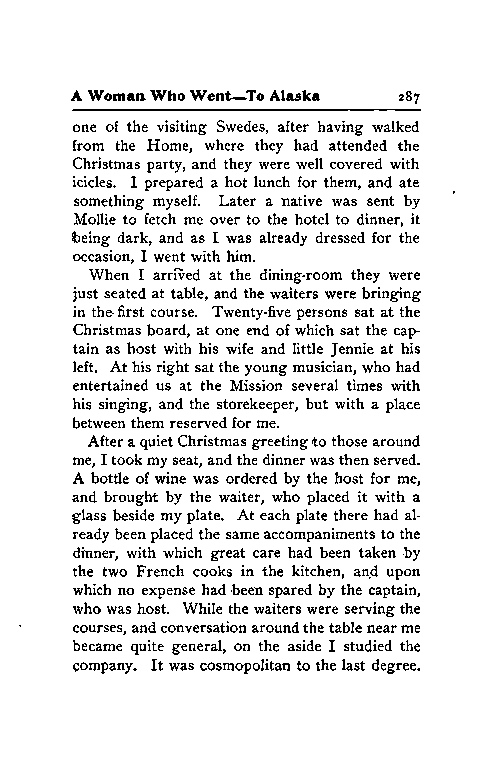 A Woman Who Went—To Alaska 287
one of the visiting Swedes, after having walked
from the Home, where they had attended the
Christmas party, and they were well covered with
icicles. I prepared a hot lunch for them, and ate
something myself. Later a native was sent by
Mollie to fetch me over to the hotel to dinner, it
being dark, and as I was already dressed for the
occasion, I went with him.
When I arrived at the dining-room they were
just seated at table, and the waiters were bringing
in the first course. Twenty-five persons sat at the
Christmas board, at one end of which sat the cap-
tain as host with his wife and little Jennie at his
left. At his right sat the young musician, who had
entertained us at the Mission several times with
his singing, and the storekeeper, but with a place
between them reserved for me.
After a quiet Christmas greeting to those around
me, I took my seat, and the dinner was then served.
A bottle of wine was ordered by the host for me,
and brought by the waiter, who placed it with a
glass beside my plate. At each plate there had al-
ready been placed the same accompaniments to the
dinner, with which great care had been taken by
the two French cooks in the kitchen, and upon
which no expense had been spared by the captain,
who was host. While the waiters were serving the
courses, and conversation around the table near me
became quite general, on the aside I studied the
company. It was cosmopolitan to the last degree.